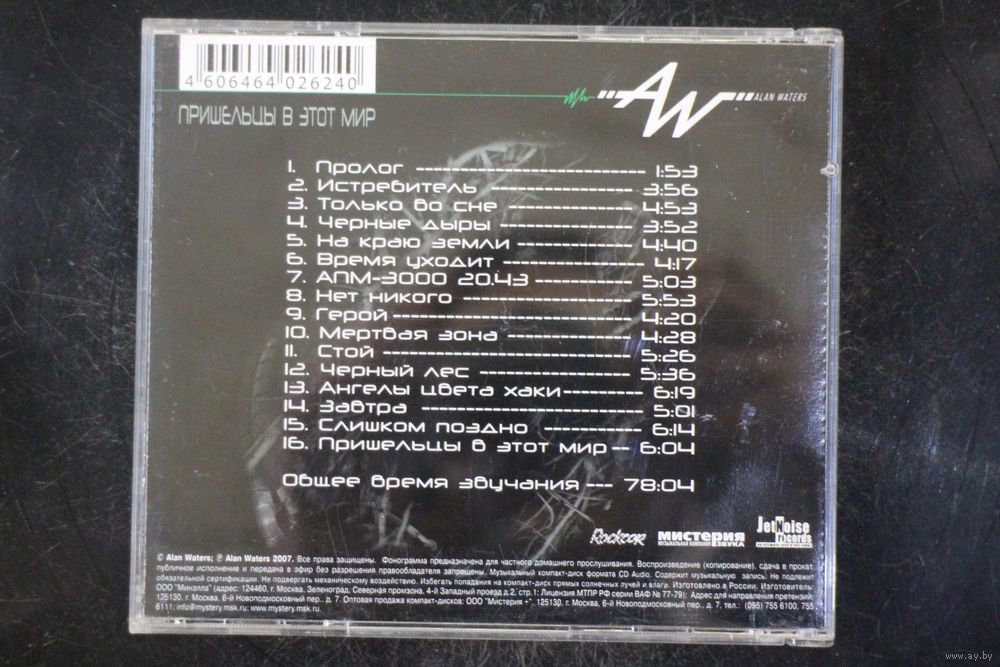 4 606464 026240
AW ALAN WATERS
ПРИШЕЛЬЦЫ В ЭТОТ МИР
1. Пролог ------------------------- 1:53
2. Истребитель ---------------- 3:56
3. Только во сне -------------- 4:53
4. Черные дыры --------------- 3:52
5. На краю земли ------------- 4:40
6. Время уходит --------------- 4:17
7. АПМ-3000 20.43 ------------ 5:03
8. Нет никого ------------------- 5:53
9. Герой --------------------------- 4:20
10. Мертвая зона -------------- 4:28
11. Стой --------------------------- 5:26
12. Черный лес ----------------- 5:36
13. Ангелы цвета хаки--------- 6:19
14. Завтра ------------------------ 5:01
15. Слишком поздно ----------- 6:14
16. Пришельцы в этот мир -- 6:04
Общее время звучания --- 78:04
Rockcor
мистерия
МУЗЫКАЛЬНАЯ КОМПАНИЯ ЗВУКА
JetNoise
records
© Alan Waters; ℗ Alan Waters 2007. Все права защищены. Фонограмма предназначена для частного домашнего прослушивания. Воспроизведение (копирование), сдача в прокат,
публичное исполнение и передача в эфир без разрешения правообладателя запрещены. Музыкальный компакт-диск формата CD Audio. Содержит музыкальную запись. Не подлежит
обязательной сертификации. Не подвергать механическому воздействию. Избегать попадания на компакт-диск прямых солнечных лучей и влаги. Изготовлено в России. Изготовитель:
ООО "Минэлла" (адрес: 124460, г. Москва, Зеленоград, Северная промзона, 4-й Западный проезд д.2, стр.1; Лицензия МТПР РФ серии ВАФ № 77-79); Адрес для направления претензий:
125130, г. Москва, 6-й Новоподмосковный пер., д. 7. Оптовая продажа компакт-дисков: ООО "Мистерия +", 125130, г. Москва, 6-й Новоподмосковный пер., д. 7, тел.: (095) 755 6100, 755
6111; info@mystery.msk.ru; www.mystery.msk.ru.
www.ay.by